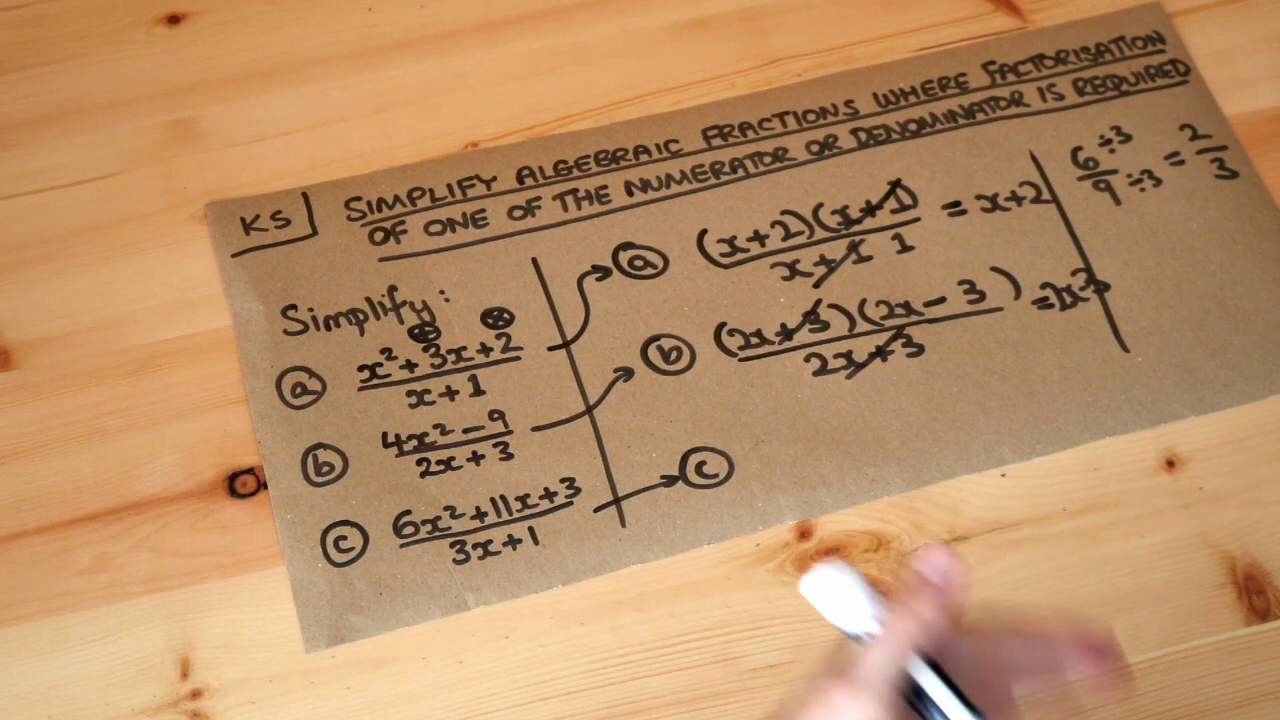 KS
SIMPLIFY ALGEBRAIC FRACTIONS WHERE FACTORISATION
OF ONE OF THE NUMERATOR OR DENOMINATOR IS REQUIRED
Simplify:
+ ×
a x²+3x+2
x+1
b 4x²-9
2x+3
c 6x²+11x+3
3x+1
a (x+2)(x+1) = x+2
x+1 1
b (2x+3)(2x-3) =2x-3
2x+3
c
6 ÷3 = 2
9 ÷3 3